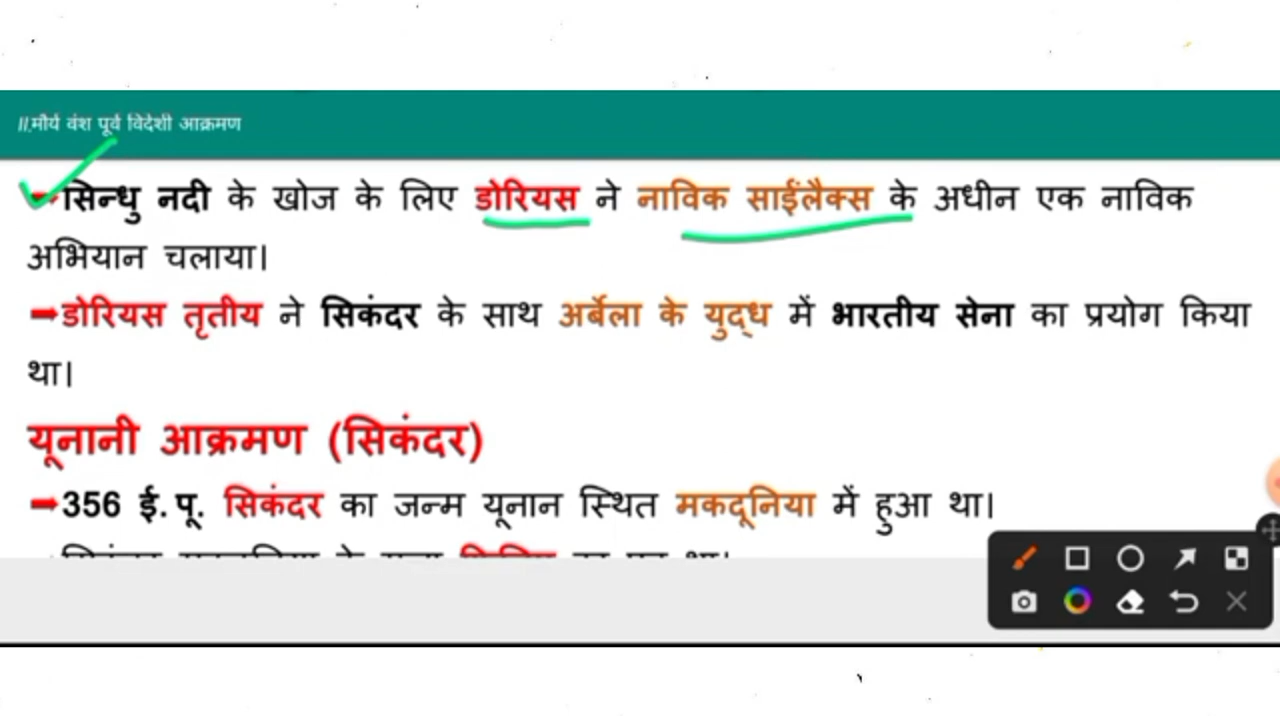 //.मौर्य वंश पूर्व विदेशी आक्रमण
➡सिन्धु नदी के खोज के लिए डोरियस ने नाविक साईंलैक्स के अधीन एक नाविक
अभियान चलाया।
➡डोरियस तृतीय ने सिकंदर के साथ अर्बेला के युद्ध में भारतीय सेना का प्रयोग किया
था।
यूनानी आक्रमण (सिकंदर)
➡356 ई.पू. सिकंदर का जन्म यूनान स्थित मकदूनिया में हुआ था।